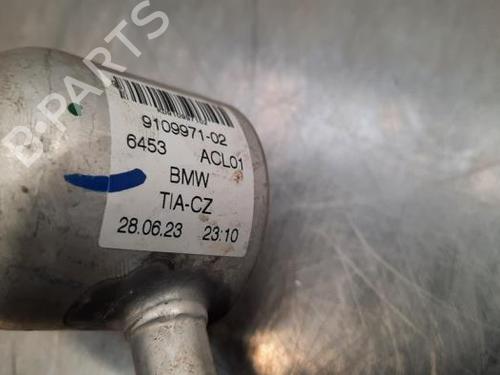 B-PARTS
9109971-02
6453 ACL01
BMW
TIA-CZ
28.06.23 23:10